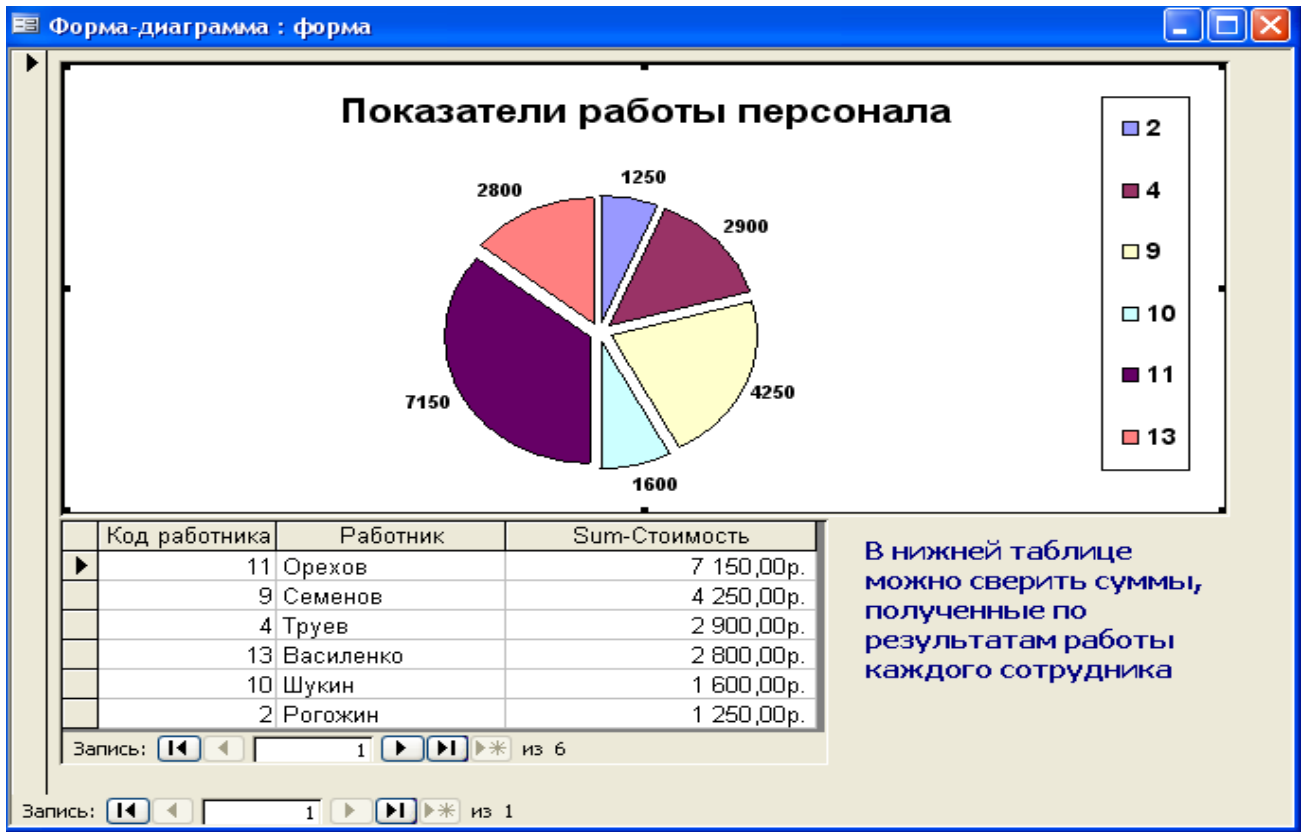 Форма-диаграмма : форма
Показатели работы персонала
2
4
9
10
11
13
1250
2800
2900
4250
7150
1600
Код работника Работник Sum-Стоимость
11 Орехов 7 150,00р.
9 Семенов 4 250,00р.
4 Труев 2 900,00р.
13 Василенко 2 800,00р.
10 Шукин 1 600,00р.
2 Рогожин 1 250,00р.
Запись: 1 из 6
В нижней таблице
можно сверить суммы,
полученные по
результатам работы
каждого сотрудника
Запись: 1 из 1